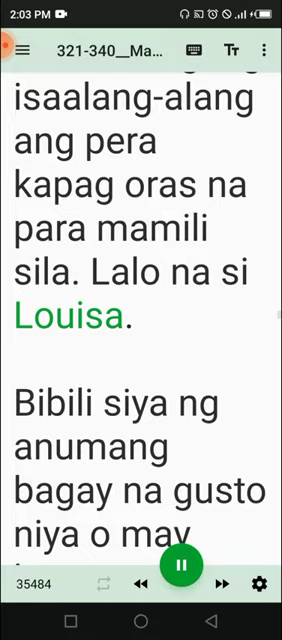 2:03 PM
321-340__Ma...
isaalang-alang
ang pera
kapag oras na
para mamili
sila. Lalo na si
Louisa.
Bibili siya ng
anumang
bagay na gusto
niya o may
35484